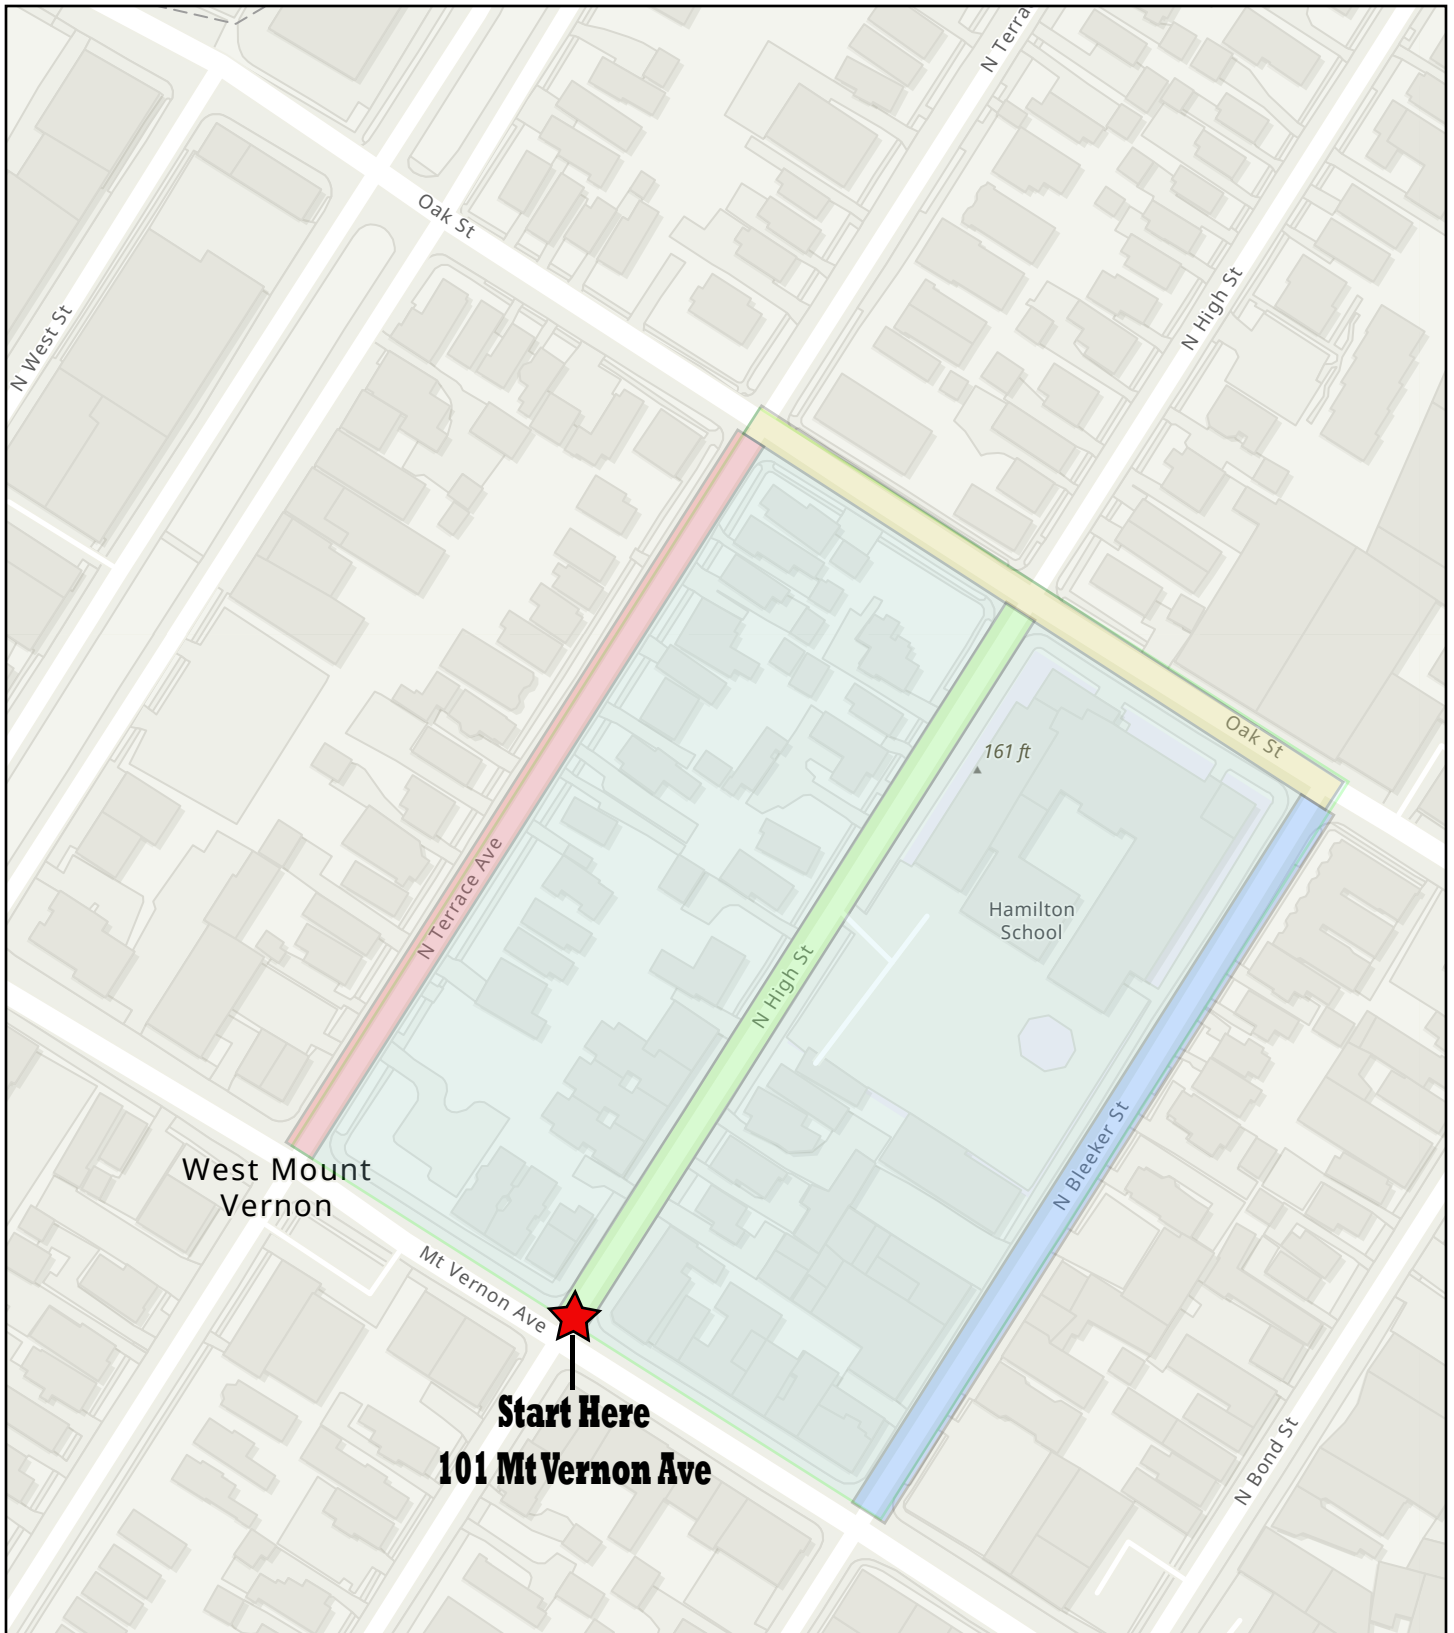 N Terra
Oak St
N High St
N West St
Oak St
161 ft
N Terrace Ave
Hamilton
School
N High St
N Bleeker St
West Mount
Vernon
Mt Vernon Ave
Start Here
101 Mt Vernon Ave
N Bond St